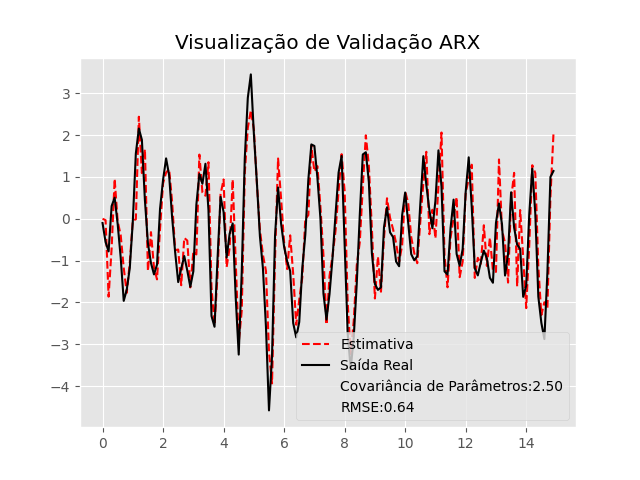 Visualização de Validação ARX
3
2
1
0
−1
−2
−3
−4
Estimativa
Saída Real
Covariância de Parâmetros:2.50
RMSE:0.64
0 2 4 6 8 10 12 14